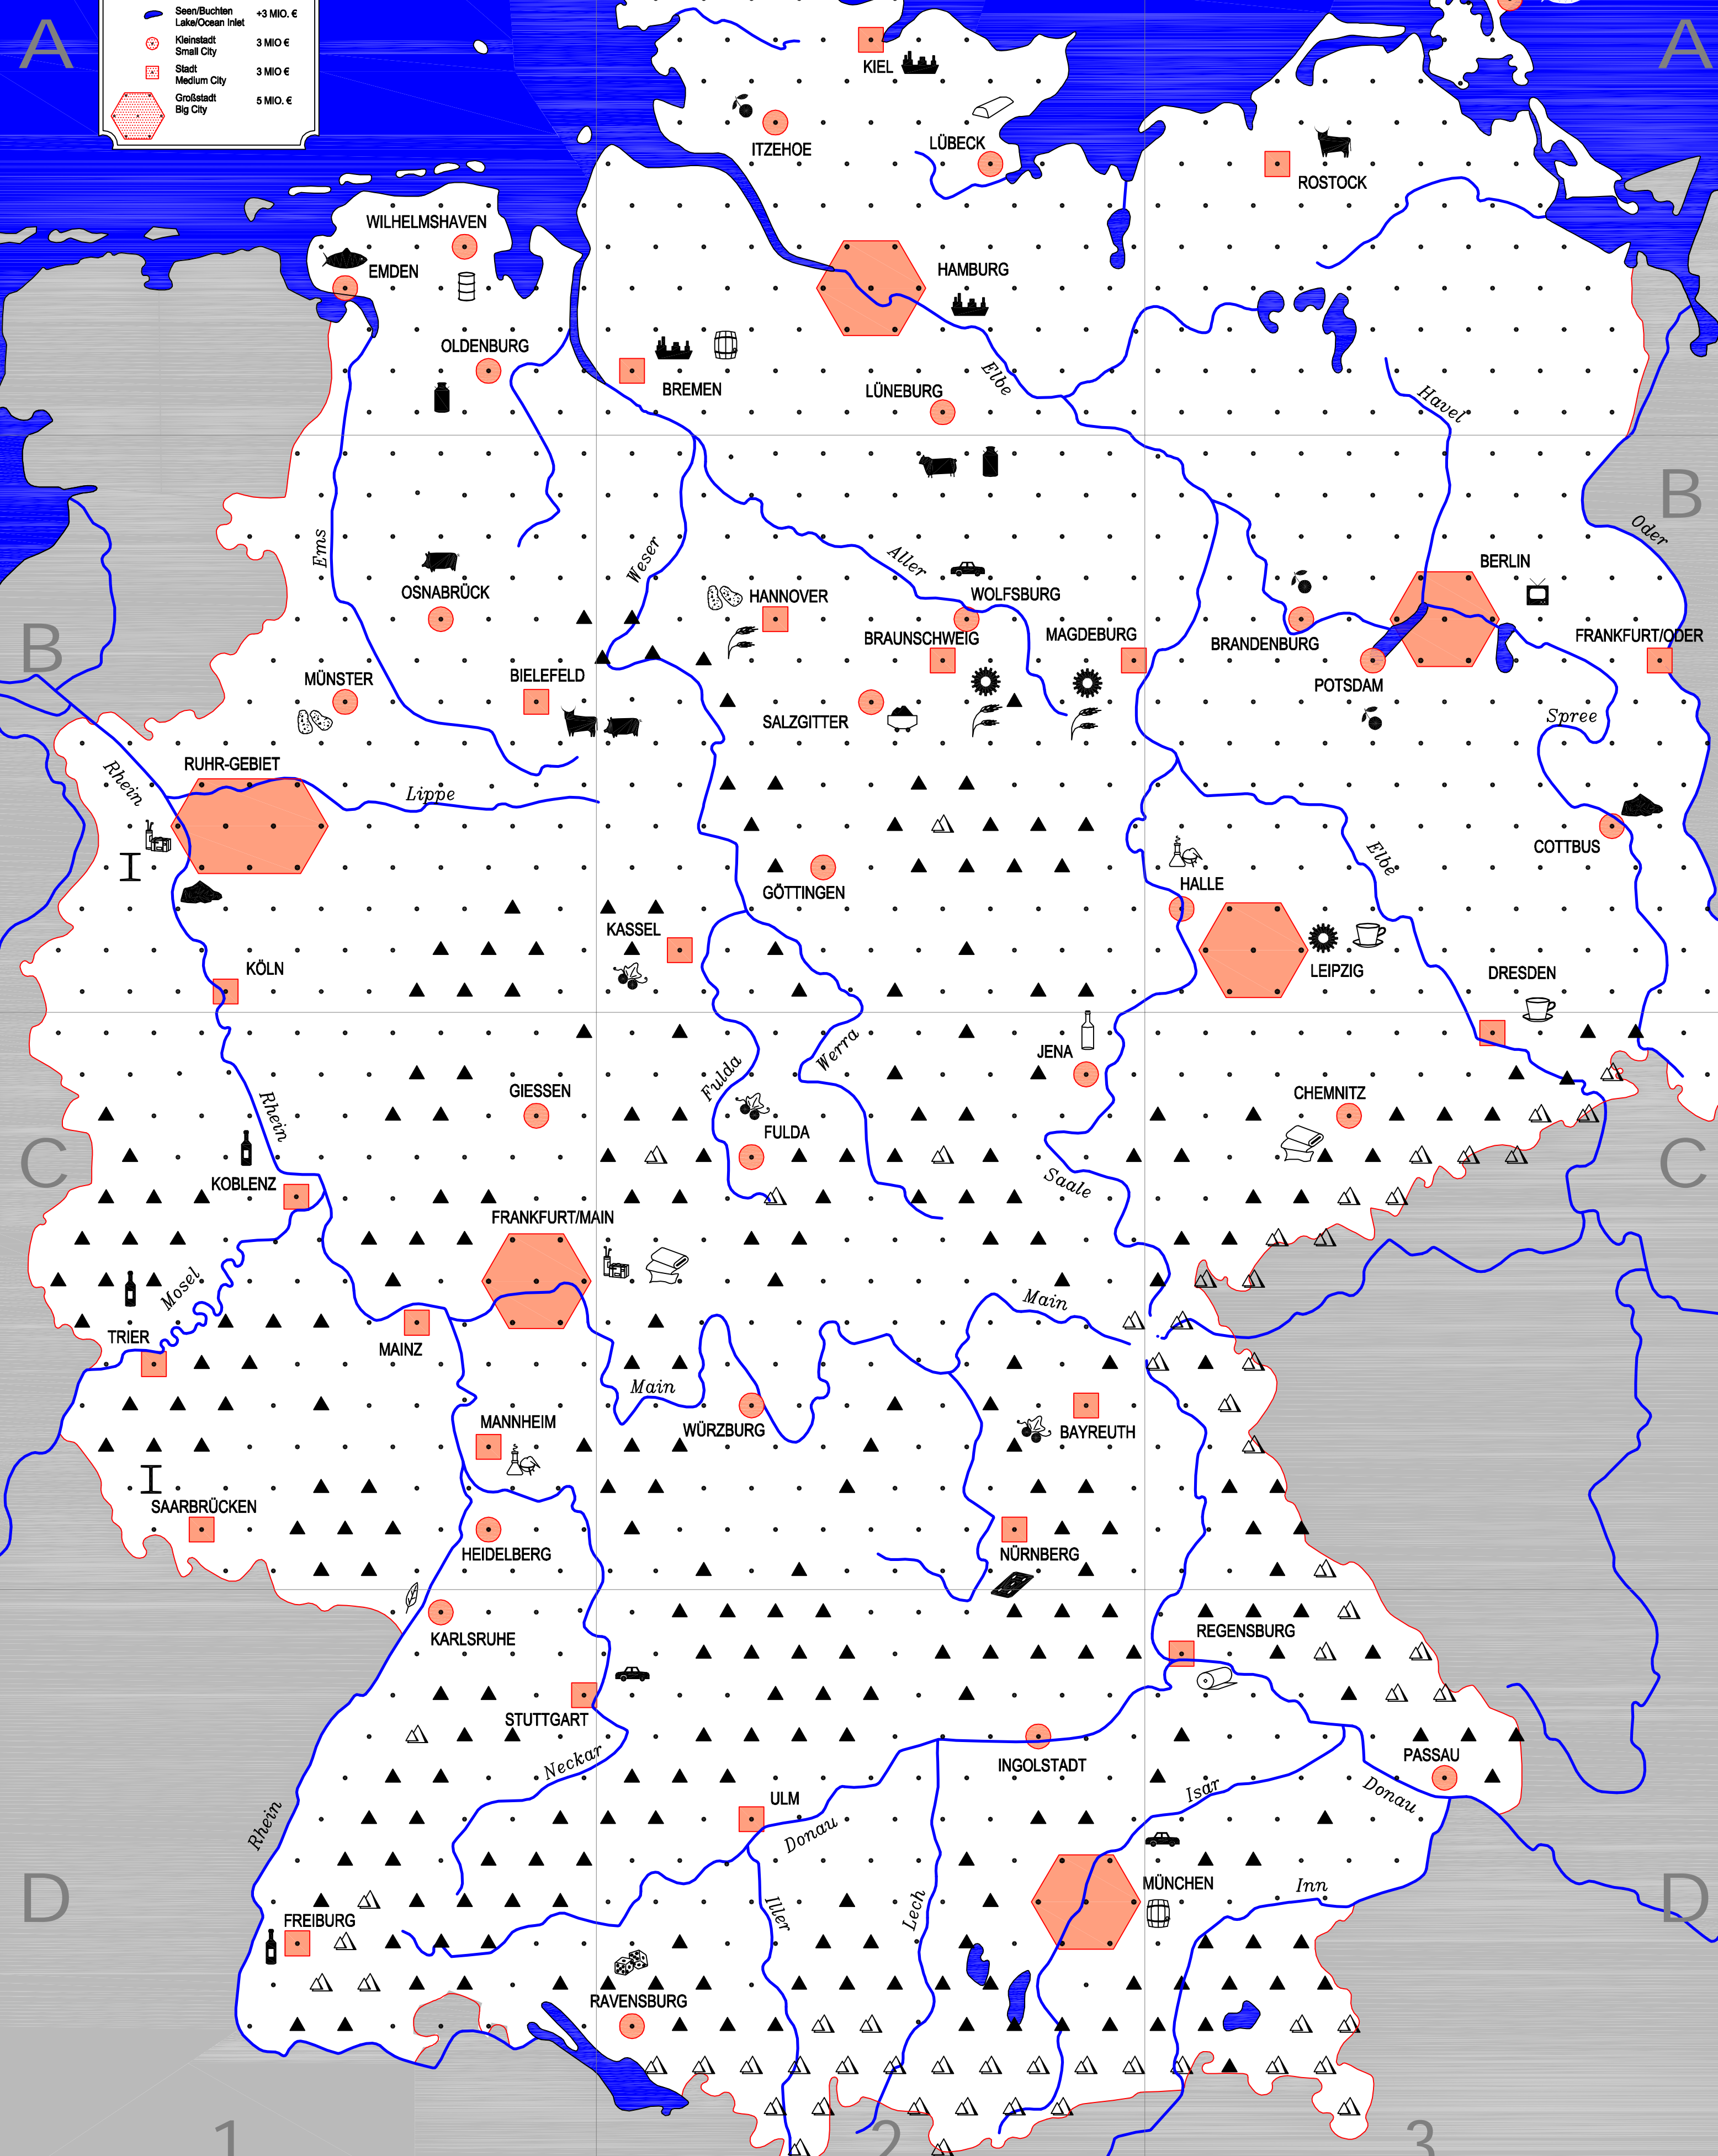 Seen/Buchten +3 MIO. €
Lake/Ocean Inlet
Kleinstadt 3 MIO €
Small City
Stadt 3 MIO €
Medium City
Großstadt 5 MIO. €
Big City
A
A
KIEL
ITZEHOE
LÜBECK
ROSTOCK
WILHELMSHAVEN
EMDEN
HAMBURG
OLDENBURG
BREMEN
LÜNEBURG
Elbe
Havel
B
Oder
Ems
Weser
Aller
BERLIN
OSNABRÜCK
HANNOVER
WOLFSBURG
BRAUNSCHWEIG
MAGDEBURG
BRANDENBURG
FRANKFURT/ODER
B
MÜNSTER
BIELEFELD
POTSDAM
SALZGITTER
Spree
RUHR-GEBIET
Rhein
Lippe
COTTBUS
Elbe
GÖTTINGEN
HALLE
KASSEL
KÖLN
LEIPZIG
DRESDEN
JENA
Werra
Fulda
GIESSEN
CHEMNITZ
Rhein
FULDA
C
C
KOBLENZ
Saale
FRANKFURT/MAIN
Mosel
Main
TRIER
MAINZ
Main
MANNHEIM
WÜRZBURG
BAYREUTH
SAARBRÜCKEN
HEIDELBERG
NÜRNBERG
KARLSRUHE
REGENSBURG
STUTTGART
Neckar
INGOLSTADT
PASSAU
Isar
Donau
ULM
Donau
Rhein
MÜNCHEN
Inn
D
D
Iller
Lech
FREIBURG
RAVENSBURG
1
2
3